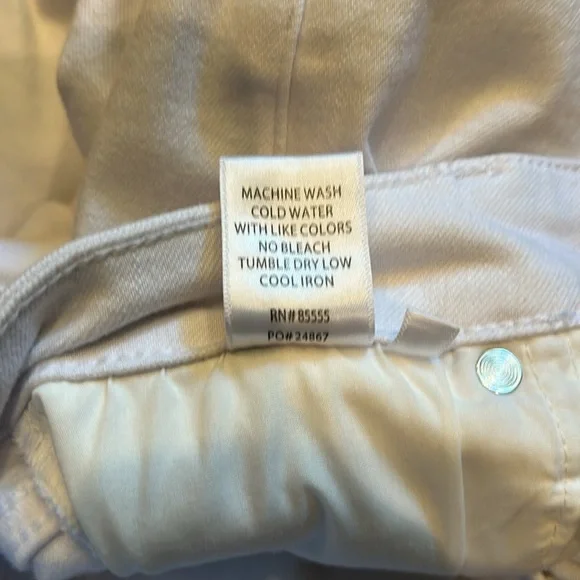 MACHINE WASH
COLD WATER
WITH LIKE COLORS
NO BLEACH
TUMBLE DRY LOW
COOL IRON
RN#85555
PO#24867